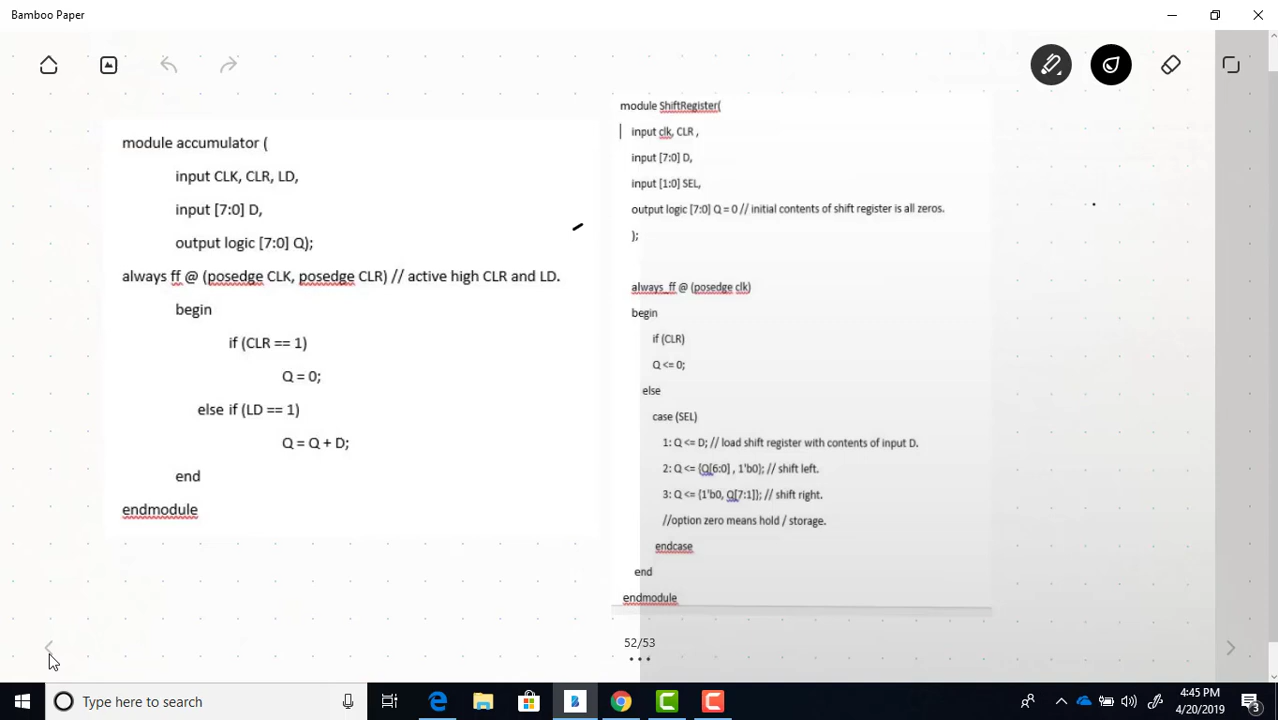 Bamboo Paper
module accumulator (
input CLK, CLR, LD,
input [7:0] D,
output logic [7:0] Q);
always ff @ (posedge CLK, posedge CLR) // active high CLR and LD.
begin
if (CLR == 1)
Q = 0;
else if (LD == 1)
Q = Q + D;
end
endmodule
module ShiftRegister(
input clk, CLR ,
input [7:0] D,
input [1:0] SEL,
output logic [7:0] Q = 0 // initial contents of shift register is all zeros.
);
always_ff @ (posedge clk)
begin
if (CLR)
Q <= 0;
else
case (SEL)
1: Q <= D; // load shift register with contents of input D.
2: Q <= {Q[6:0] , 1'b0}; // shift left.
3: Q <= {1'b0, Q[7:1]}; // shift right.
//option zero means hold / storage.
endcase
end
endmodule
52/53
Type here to search
4:45 PM
4/20/2019
3